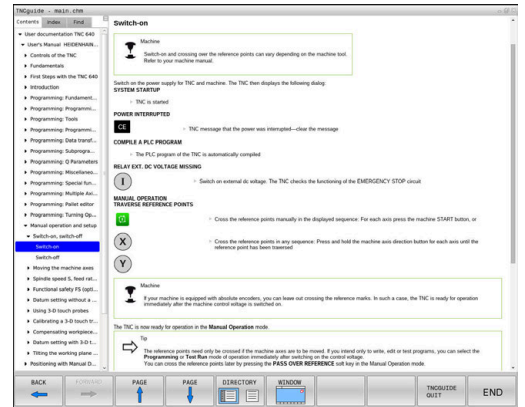 TNCguide - main.chm
Contents Index Find
▾ User documentation TNC 640
▾ User's Manual HEIDENHAIN...
▸ Controls of the TNC
▸ Fundamentals
▸ First Steps with the TNC 640
▸ Introduction
▸ Programming: Fundament...
▸ Programming: Programmi...
▸ Programming: Tools
▸ Programming: Programmi...
▸ Programming: Data transf...
▸ Programming: Subprogra...
▸ Programming: Q Parameters
▸ Programming: Miscellaneo...
▸ Programming: Special fun...
▸ Programming: Multiple Axi...
▸ Programming: Pallet editor
▸ Programming: Turning Op...
▾ Manual operation and setup
▾ Switch-on, switch-off
Switch-on
Switch-off
▸ Moving the machine axes
▸ Spindle speed S, feed rat...
▸ Functional safety FS (opti...
▸ Datum setting without a ...
▸ Using 3-D touch probes
▸ Calibrating a 3-D touch tr...
▸ Compensating workpiece...
▸ Datum setting with 3-D t...
▸ Tilting the working plane ...
▸ Positioning with Manual D...
Switch-on
Machine
Switch-on and crossing over the reference points can vary depending on the machine tool.
Refer to your machine manual.
Switch on the power supply for TNC and machine. The TNC then displays the following dialog:
SYSTEM STARTUP
TNC is started
POWER INTERRUPTED
CE
TNC message that the power was interrupted—clear the message
COMPILE A PLC PROGRAM
The PLC program of the TNC is automatically compiled
RELAY EXT. DC VOLTAGE MISSING
I
Switch on external dc voltage. The TNC checks the functioning of the EMERGENCY STOP circuit
MANUAL OPERATION
TRAVERSE REFERENCE POINTS
Cross the reference points manually in the displayed sequence: For each axis press the machine START button, or
X
Cross the reference points in any sequence: Press and hold the machine axis direction button for each axis until the
reference point has been traversed
Y
Machine
If your machine is equipped with absolute encoders, you can leave out crossing the reference marks. In such a case, the TNC is ready for operation
immediately after the machine control voltage is switched on.
The TNC is now ready for operation in the Manual Operation mode.
Tip
The reference points need only be crossed if the machine axes are to be moved. If you intend only to write, edit or test programs, you can select the
Programming or Test Run mode of operation immediately after switching on the control voltage.
You can cross the reference points later by pressing the PASS OVER REFERENCE soft key in the Manual Operation mode.
BACK FORWARD PAGE PAGE DIRECTORY WINDOW TNCGUIDE
QUIT END